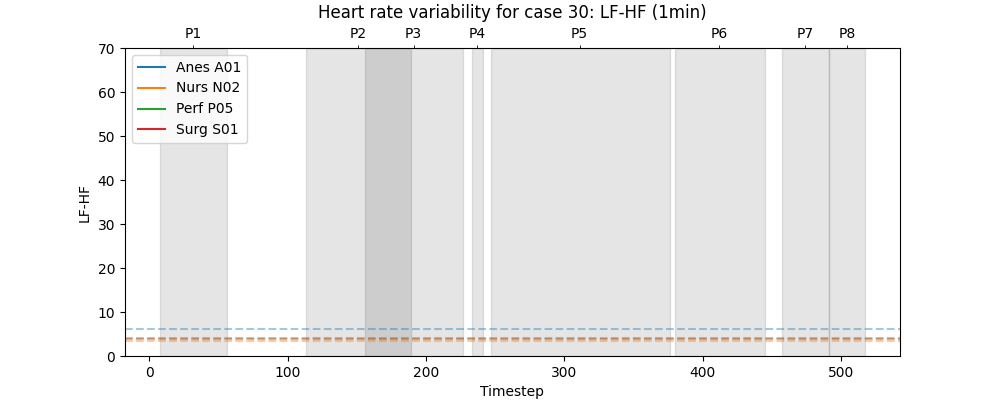 Heart rate variability for case 30: LF-HF (1min)
P1 P2 P3 P4 P5 P6 P7 P8
70
60
50
40
30
20
10
0
LF-HF
Anes A01
Nurs N02
Perf P05
Surg S01
0 100 200 300 400 500
Timestep